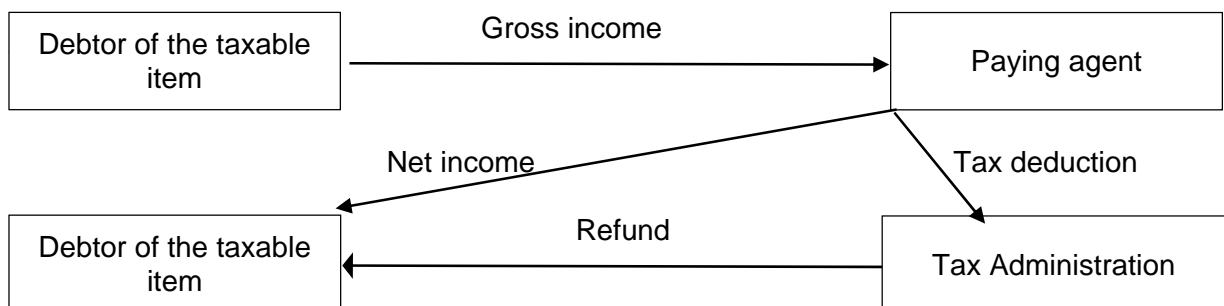 Gross income
Debtor of the taxable
item
Paying agent
Net income
Tax deduction
Refund
Debtor of the taxable
item
Tax Administration